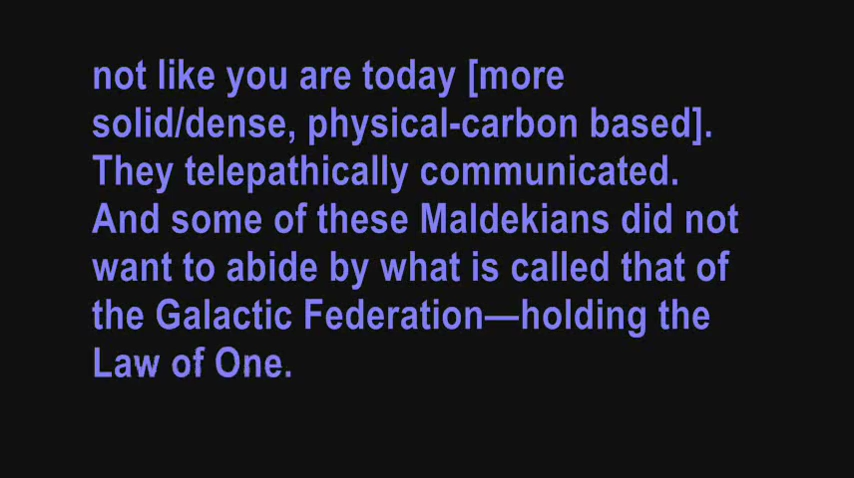 not like you are today [more
solid/dense, physical-carbon based].
They telepathically communicated.
And some of these Maldekians did not
want to abide by what is called that of
the Galactic Federation—holding the
Law of One.